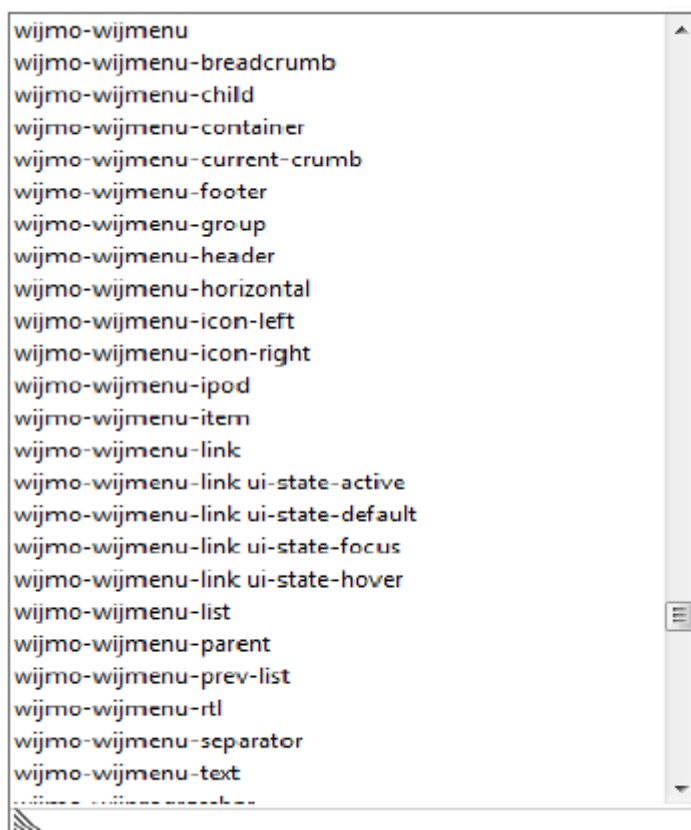 wijmo-wijmenu
wijmo-wijmenu-breadcrumb
wijmo-wijmenu-child
wijmo-wijmenu-container
wijmo-wijmenu-current-crumb
wijmo-wijmenu-footer
wijmo-wijmenu-group
wijmo-wijmenu-header
wijmo-wijmenu-horizontal
wijmo-wijmenu-icon-left
wijmo-wijmenu-icon-right
wijmo-wijmenu-ipod
wijmo-wijmenu-item
wijmo-wijmenu-link
wijmo-wijmenu-link ui-state-active
wijmo-wijmenu-link ui-state-default
wijmo-wijmenu-link ui-state-focus
wijmo-wijmenu-link ui-state-hover
wijmo-wijmenu-list
wijmo-wijmenu-parent
wijmo-wijmenu-prev-list
wijmo-wijmenu-rtl
wijmo-wijmenu-separator
wijmo-wijmenu-text